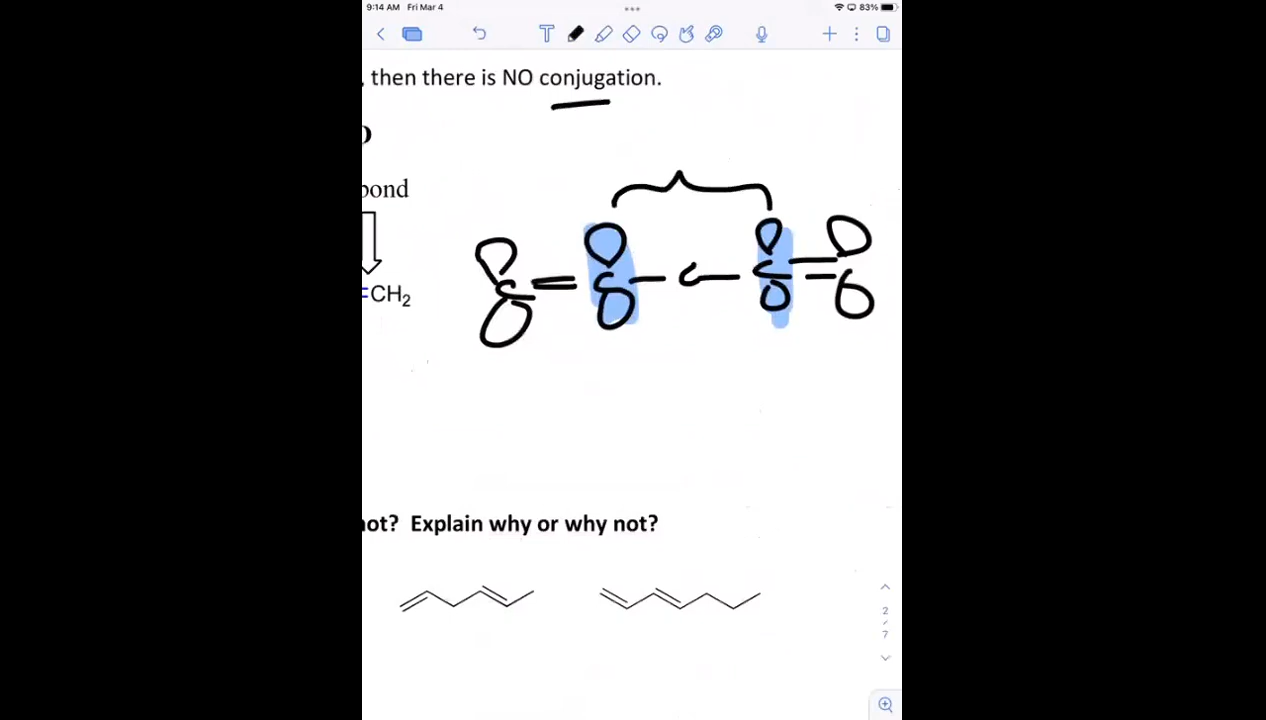 9:14 AM Fri Mar 4
83%
, then there is NO conjugation.
bond
=CH₂
C = C - C - C =
not? Explain why or why not?
2
/
7